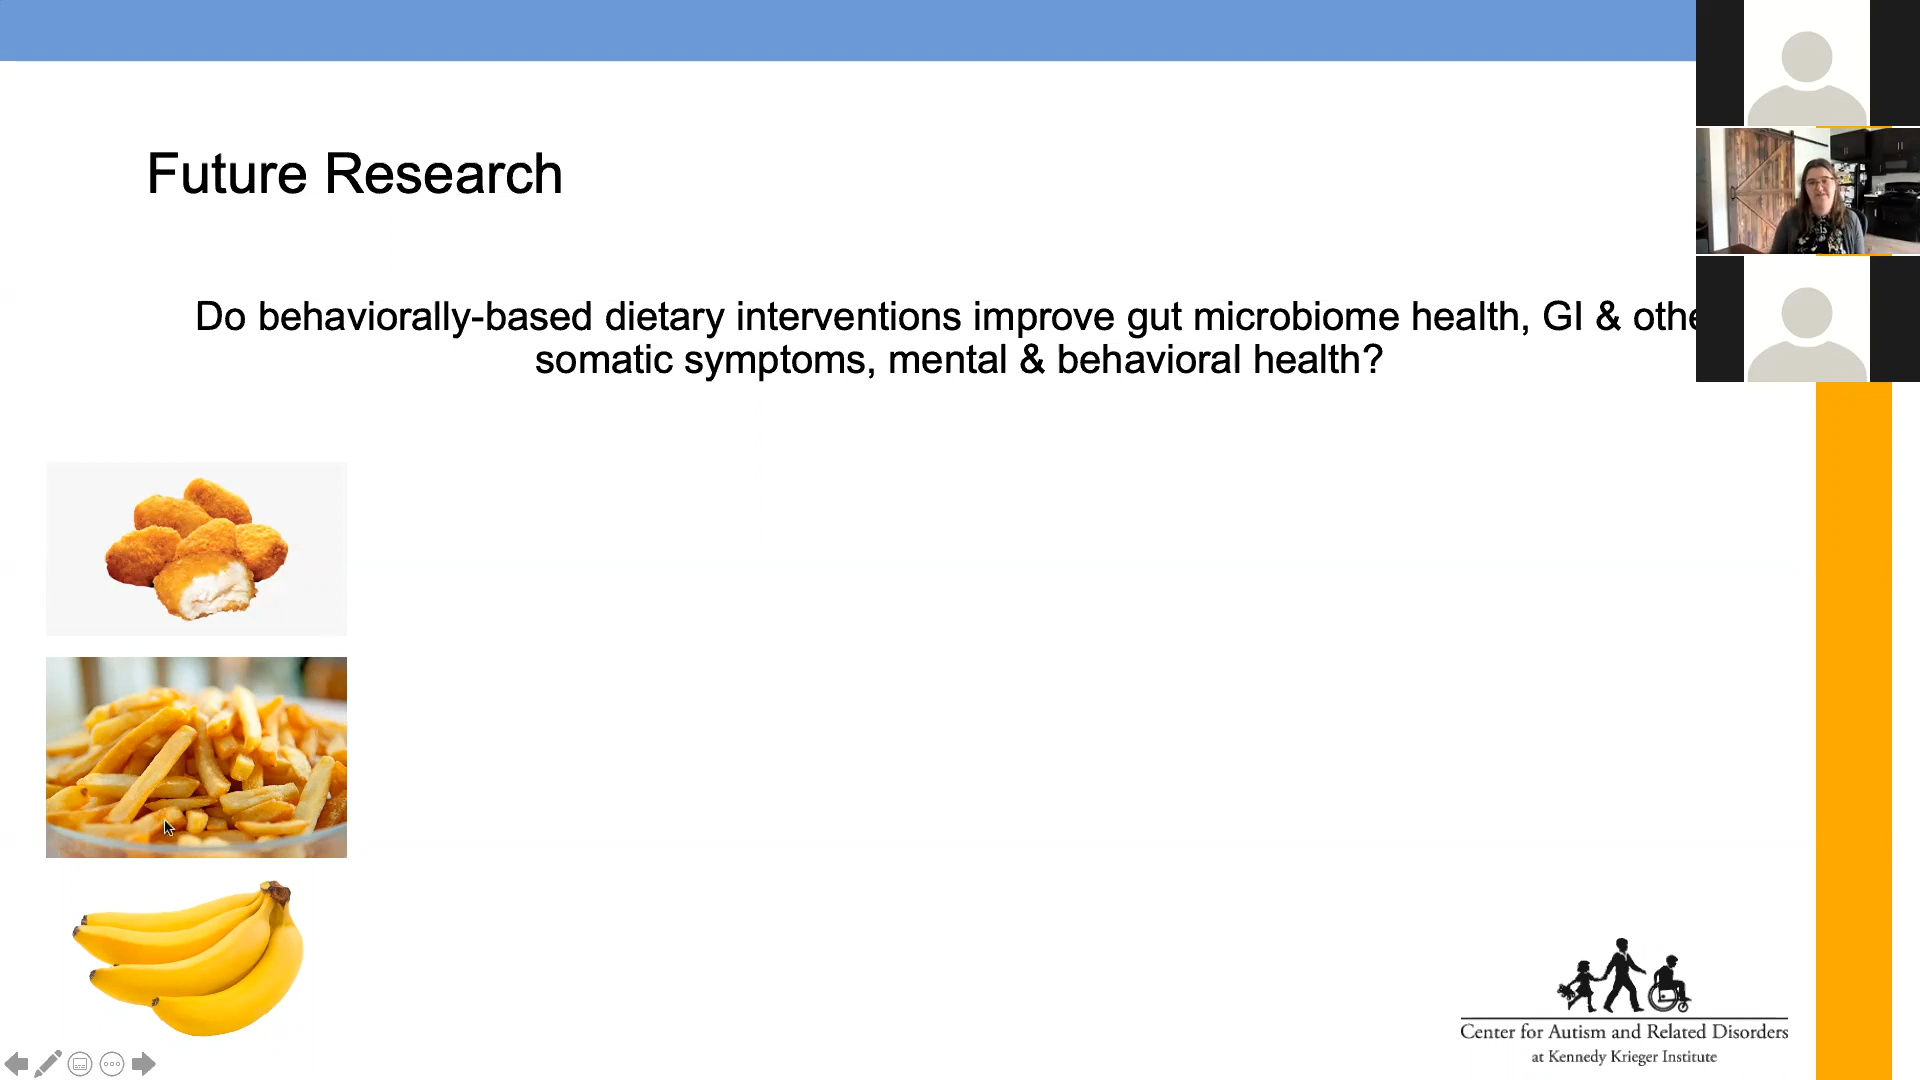 Future Research
Do behaviorally-based dietary interventions improve gut microbiome health, GI & othe
somatic symptoms, mental & behavioral health?
Center for Autism and Related Disorders
at Kennedy Krieger Institute